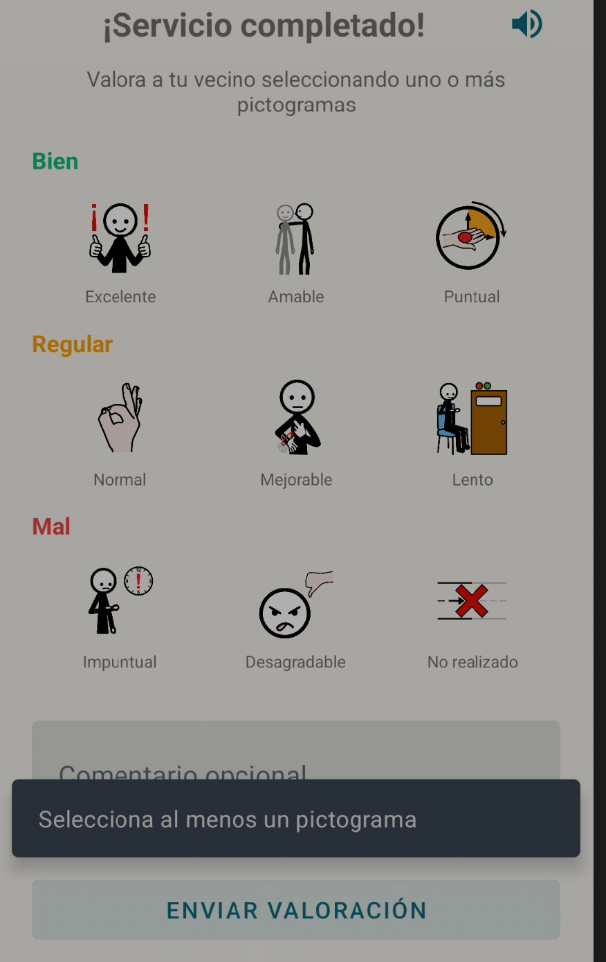 ¡Servicio completado!
Valora a tu vecino seleccionando uno o más
pictogramas
Bien
Excelente
Amable
Puntual
Regular
Normal
Mejorable
Lento
Mal
Impuntual
Desagradable
No realizado
Comentario opcional
Selecciona al menos un pictograma
ENVIAR VALORACIÓN